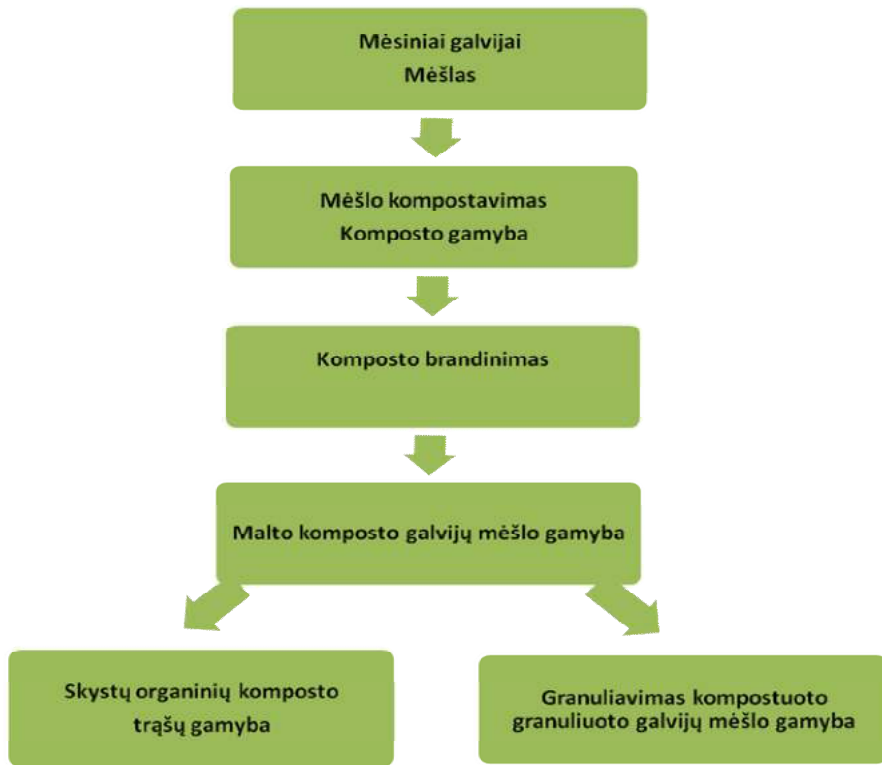 Mėsiniai galvijai
Mėšlas
Mėšlo kompostavimas
Komposto gamyba
Komposto brandinimas
Malto komposto galvijų mėšlo gamyba
Skystų organinių komposto
trąšų gamyba
Granuliavimas kompostuoto
granuliuoto galvijų mėšlo gamyba